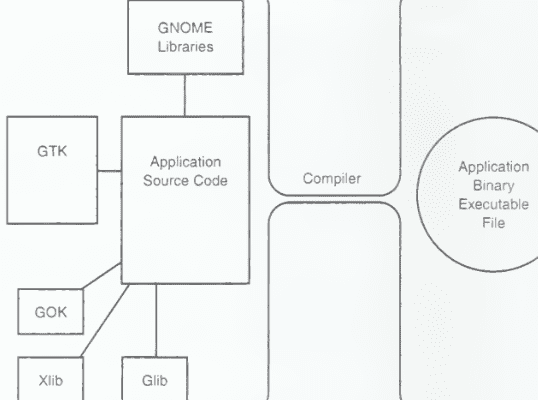 GNOME
Libraries
GTK
Application
Source Code
Compiler
Application
Binary
Executable
File
GOK
Xlib
Glib